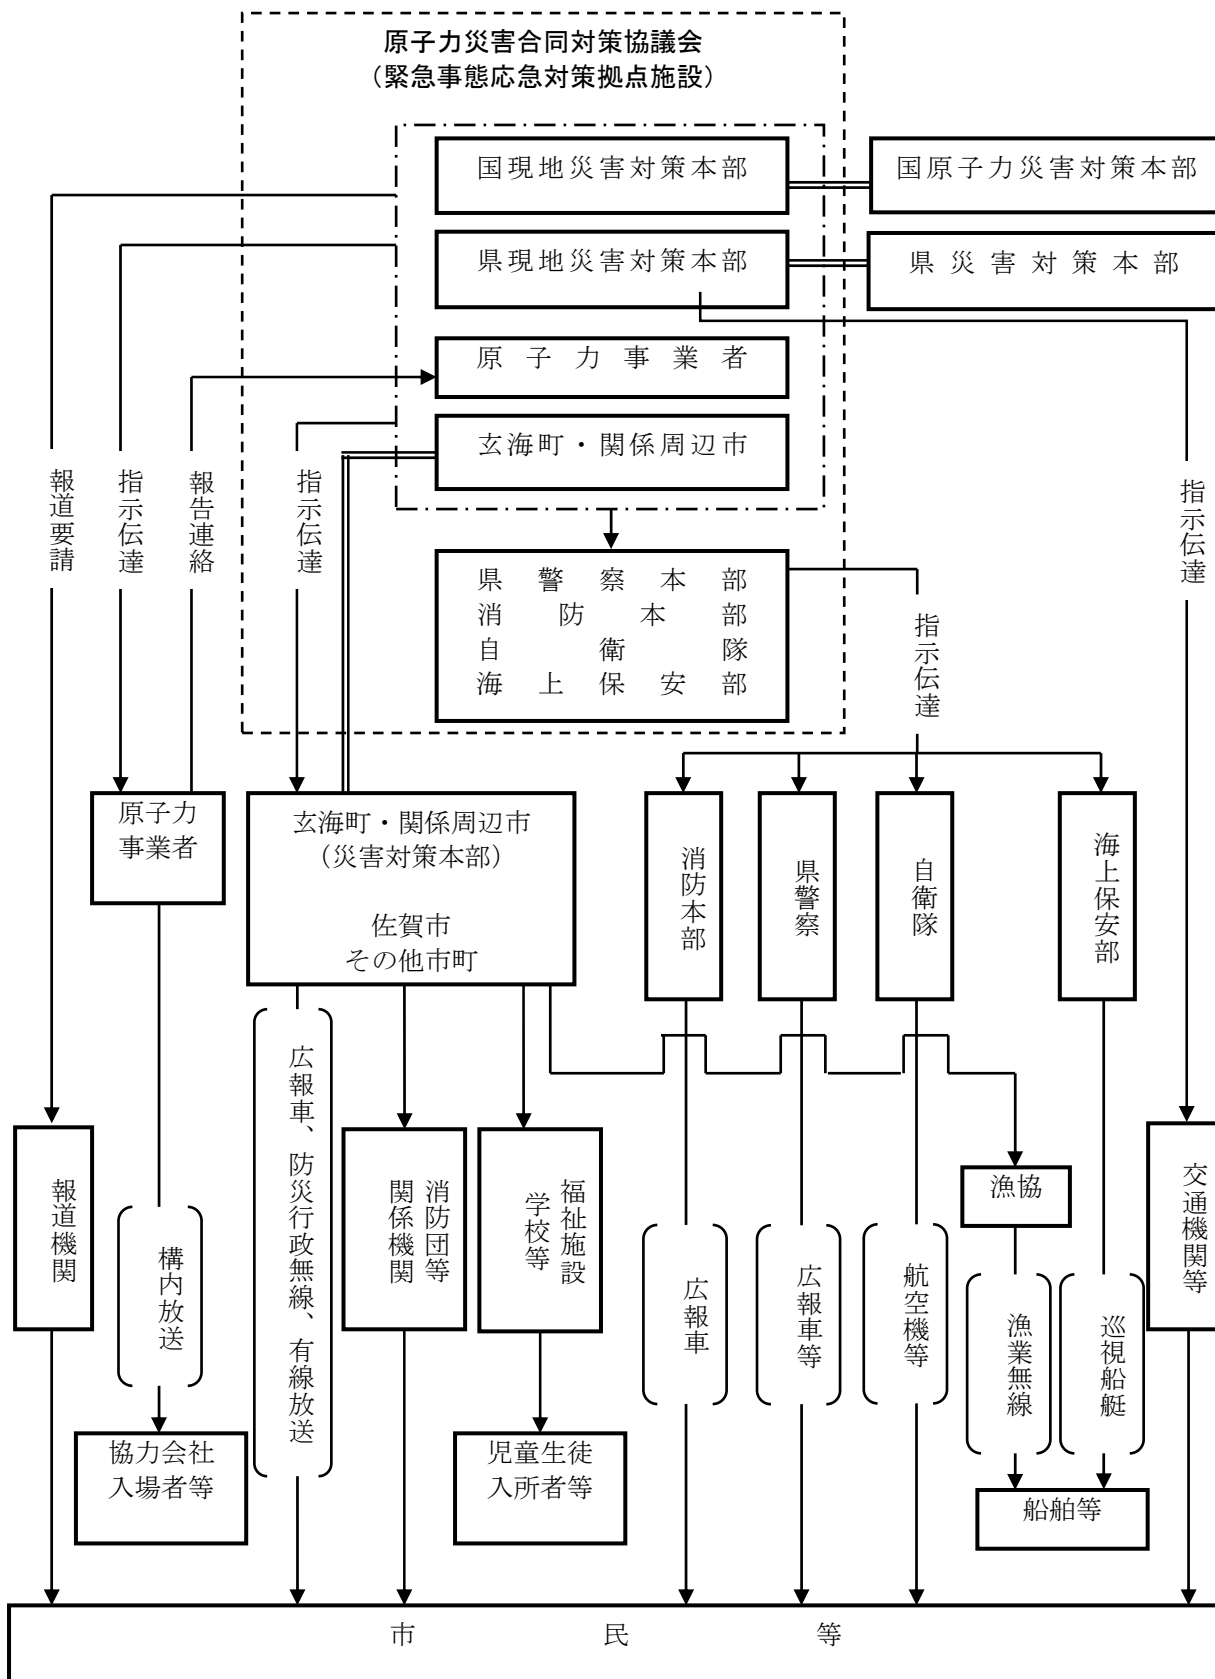 原子力災害合同対策協議会
（緊急事態応急対策拠点施設）
国現地災害対策本部
国原子力災害対策本部
県現地災害対策本部
県災害対策本部
原子力事業者
玄海町・関係周辺市
報道要請
指示伝達
報告連絡
指示伝達
指示伝達
県警察本部
消防本部
自衛隊
海上保安部
指示伝達
原子力
事業者
玄海町・関係周辺市
（災害対策本部）
佐賀市
その他市町
消防本部
県警察
自衛隊
海上保安部
広報車、防災行政無線、有線放送
報道機関
構内放送
消防団等
関係機関
福祉施設
学校等
広報車
広報車等
航空機等
漁協
漁業無線
巡視船艇
交通機関等
協力会社
入場者等
児童生徒
入所者等
船舶等
市民等